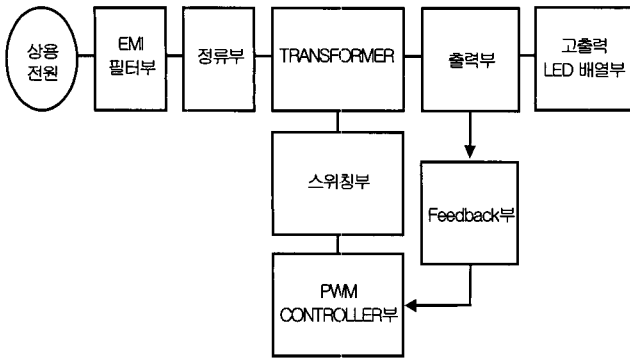 상용
전원
EMI
필터부
정류부
TRANSFORMER
출력부
고출력
LED 배열부
스위칭부
Feedback부
PWM
CONTROLLER부